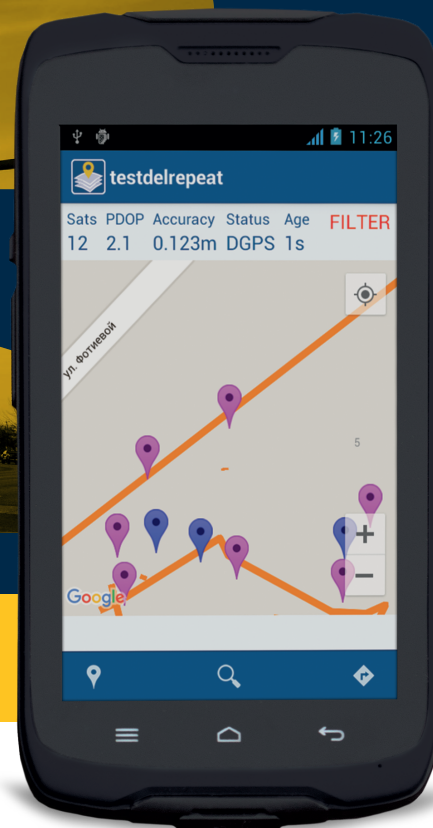 11:26
testdelrepeat
Sats PDOP Accuracy Status Age FILTER
12 2.1 0.123m DGPS 1s
ул. Фотиевой
5
Google